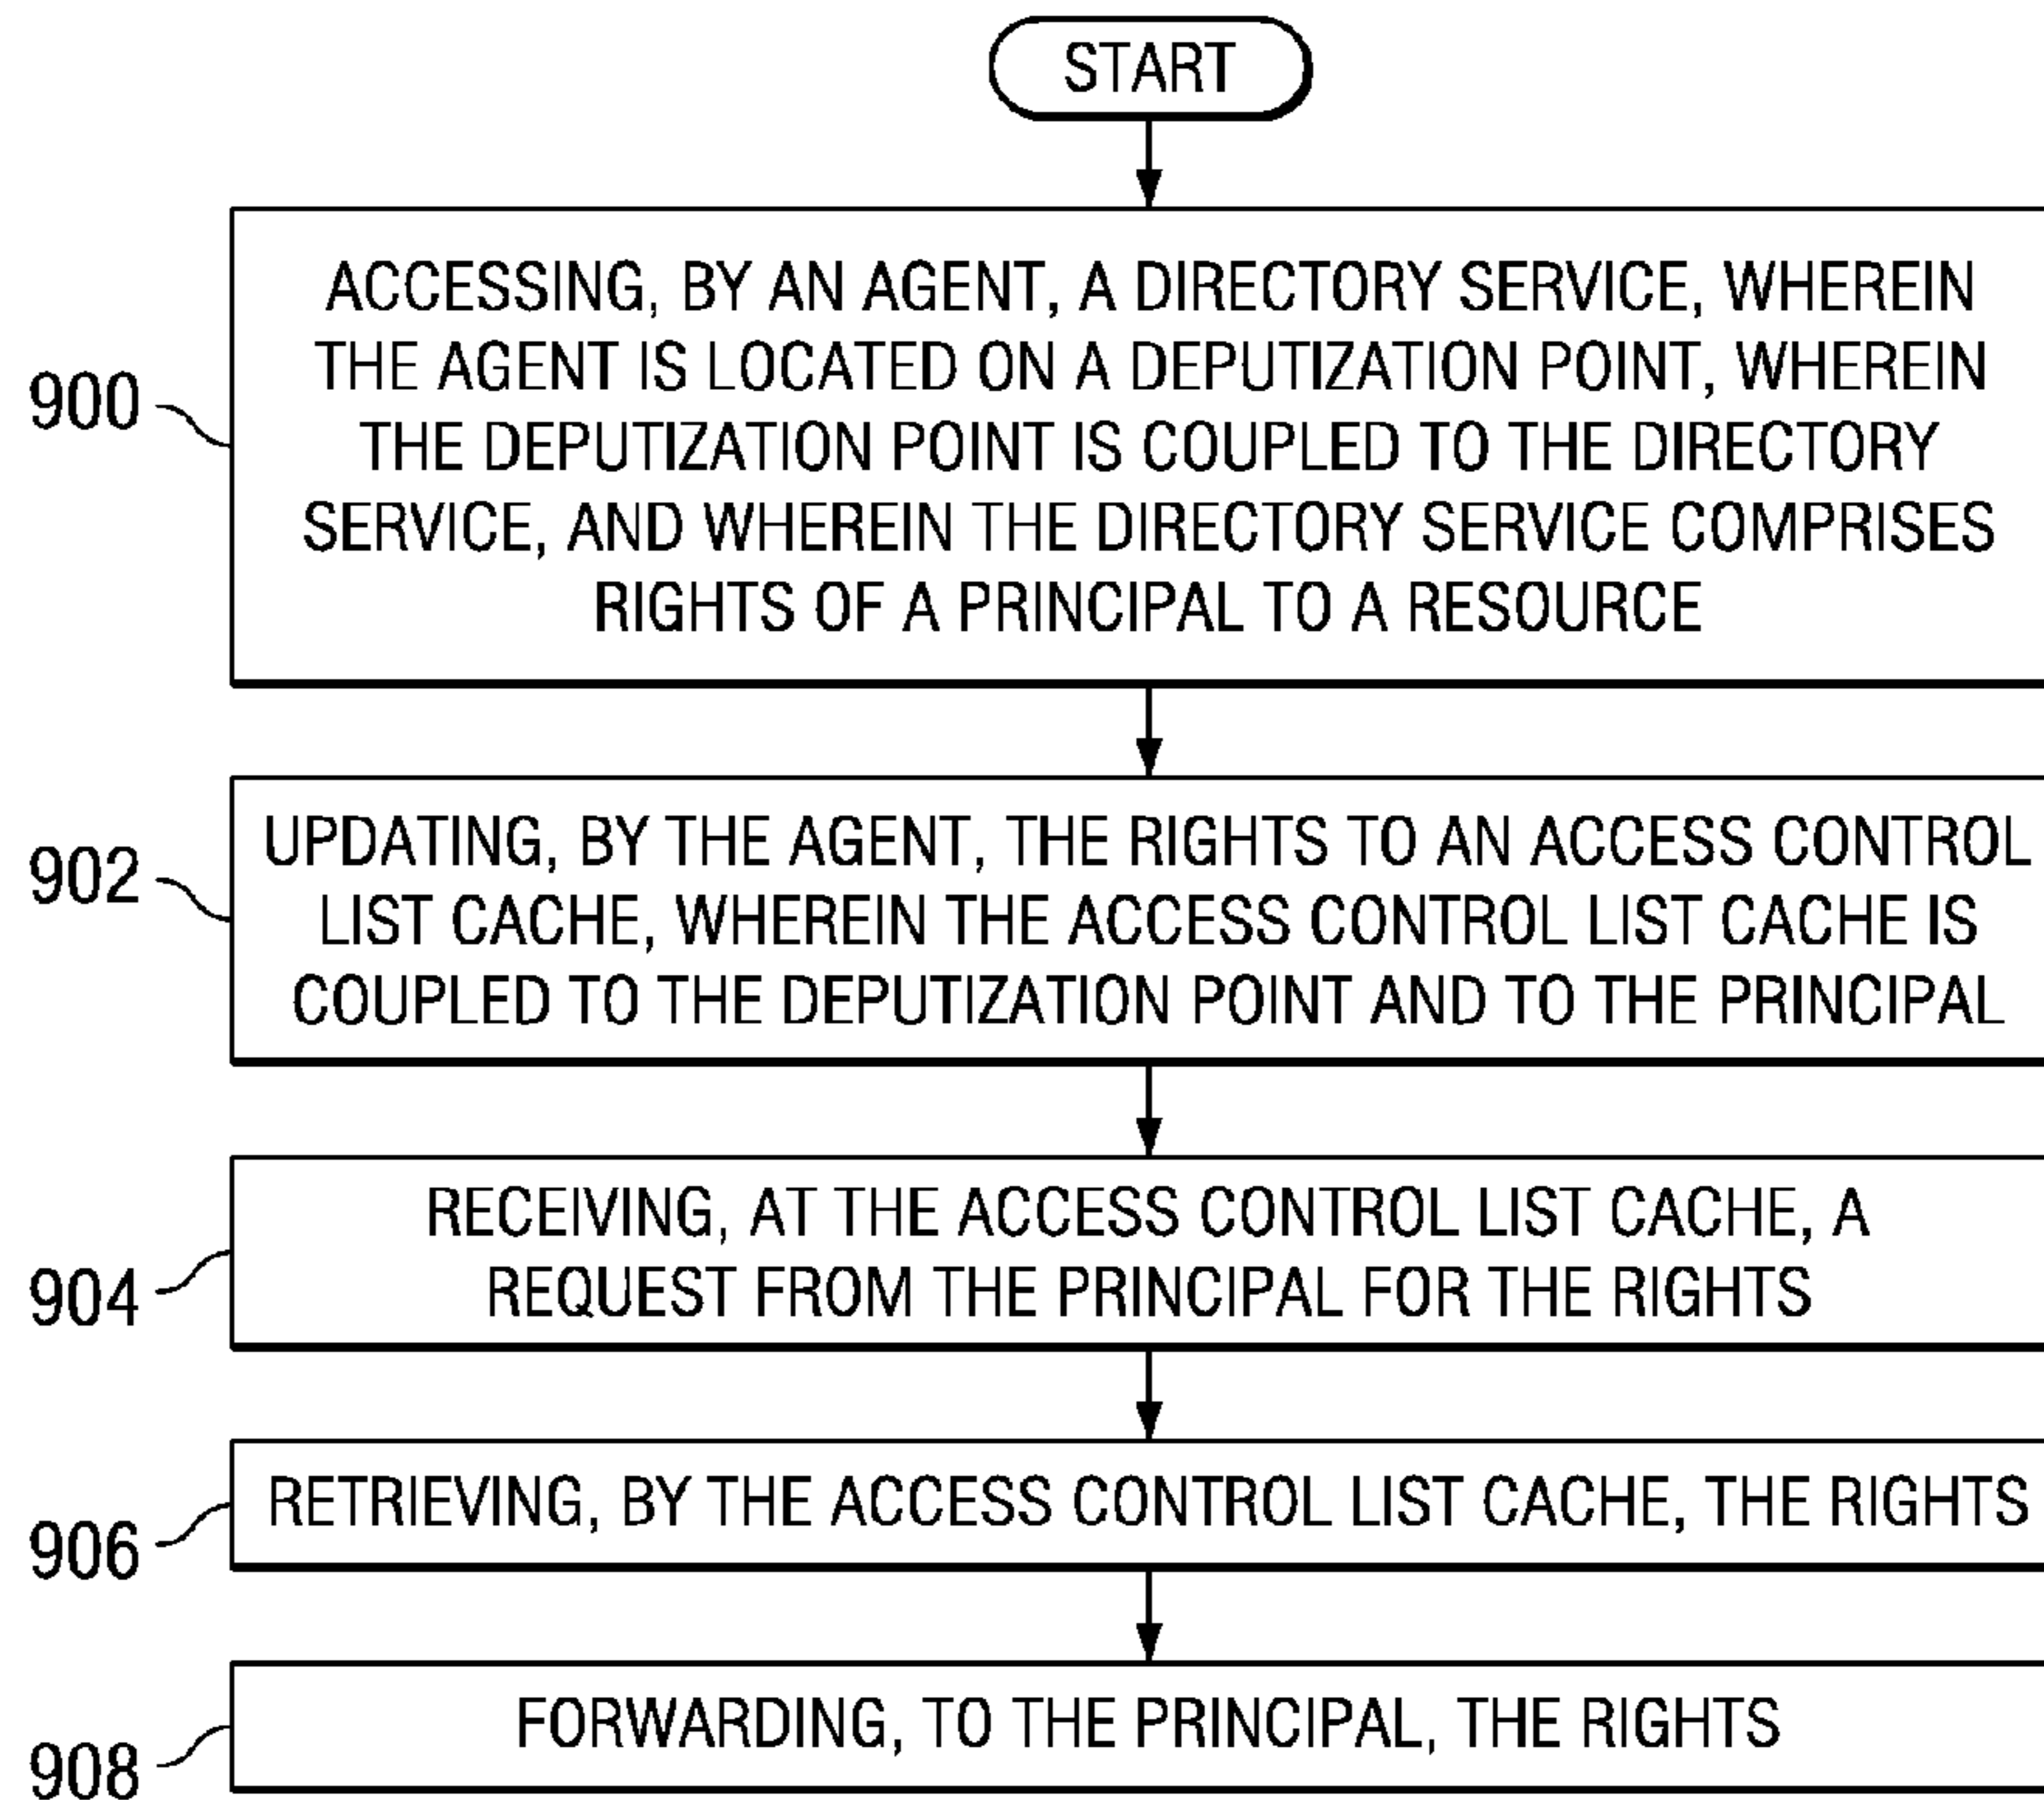 START
ACCESSING, BY AN AGENT, A DIRECTORY SERVICE, WHEREIN
THE AGENT IS LOCATED ON A DEPUTIZATION POINT, WHEREIN
THE DEPUTIZATION POINT IS COUPLED TO THE DIRECTORY
SERVICE, AND WHEREIN THE DIRECTORY SERVICE COMPRISES
RIGHTS OF A PRINCIPAL TO A RESOURCE
900
UPDATING, BY THE AGENT, THE RIGHTS TO AN ACCESS CONTROL
LIST CACHE, WHEREIN THE ACCESS CONTROL LIST CACHE IS
COUPLED TO THE DEPUTIZATION POINT AND TO THE PRINCIPAL
902
RECEIVING, AT THE ACCESS CONTROL LIST CACHE, A
REQUEST FROM THE PRINCIPAL FOR THE RIGHTS
904
RETRIEVING, BY THE ACCESS CONTROL LIST CACHE, THE RIGHTS
906
FORWARDING, TO THE PRINCIPAL, THE RIGHTS
908